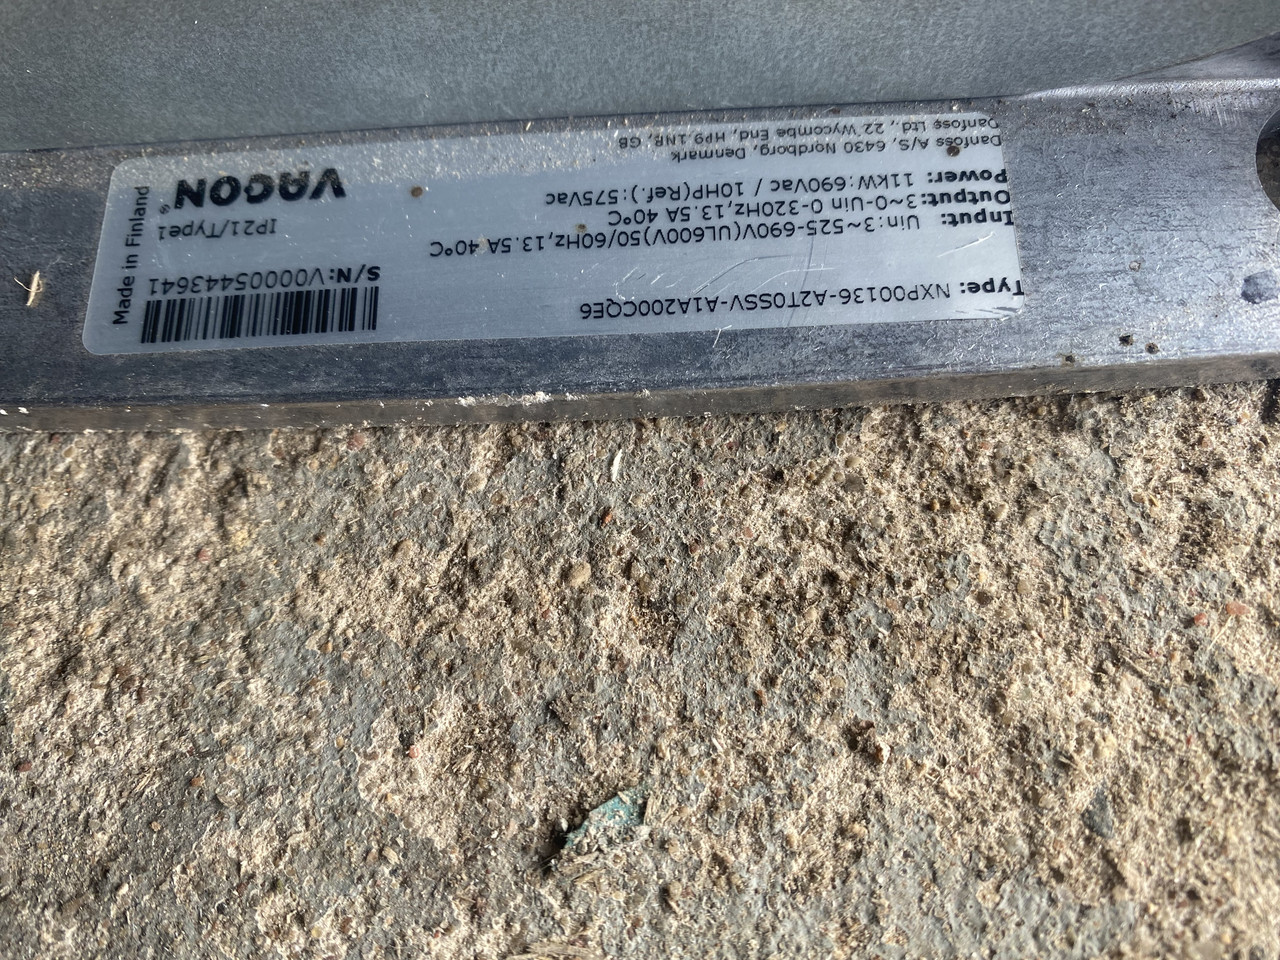 Type: NXP00136-A2T0SSV-A1A200CQE6
Input: Uin:3~525-690V(UL600V)50/60Hz,13.5A 40°C
Output: 3~0-Uin 0-320Hz,13.5A 40°C
Power: 11kW:690Vac / 10HP(Ref.):575Vac
Danfoss A/S, 6430 Nordborg, Denmark
Danfoss Ltd., 22 Wycombe End, HP9 1NB, GB
S/N: V00005443641
IP21/Type1
VACON®
Made in Finland